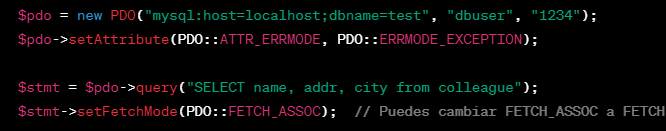 $pdo = new PDO("mysql:host=localhost;dbname=test", "dbuser", "1234");
$pdo->setAttribute(PDO::ATTR_ERRMODE, PDO::ERRMODE_EXCEPTION);
$stmt = $pdo->query("SELECT name, addr, city from colleague");
$stmt->setFetchMode(PDO::FETCH_ASSOC);  // Puedes cambiar FETCH_ASSOC a FETCH